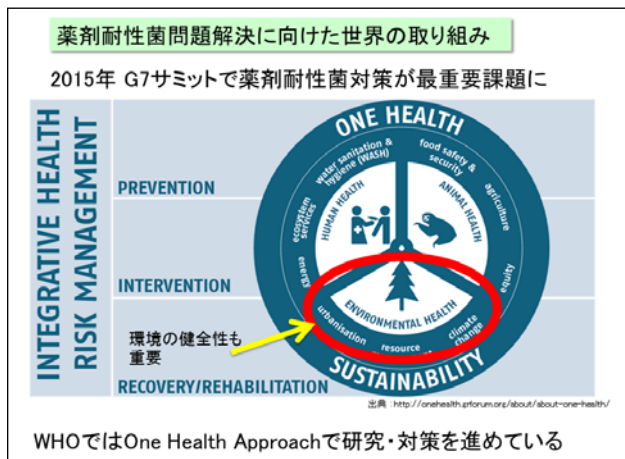 薬剤耐性菌問題解決に向けた世界の取り組み
2015年 G7サミットで薬剤耐性菌対策が最重要課題に
INTEGRATIVE HEALTH
RISK MANAGEMENT
PREVENTION
INTERVENTION
RECOVERY/REHABILITATION
ONE HEALTH
water sanitation &
hygiene (WASH)
food safety &
security
ecosystem
services
agriculture
HUMAN HEALTH
ANIMAL HEALTH
energy
equity
ENVIRONMENTAL HEALTH
urbanisation
resource
climate
change
SUSTAINABILITY
環境の健全性も
重要
出典：http://onehealth.grforum.org/about/about-one-health/
WHOではOne Health Approachで研究・対策を進めている